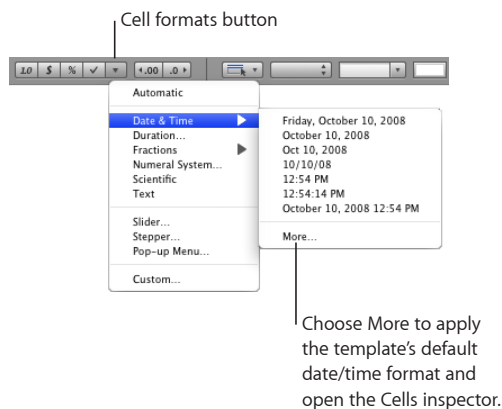 Cell formats button
1.0 $ % .00 .0
Automatic
Date & Time
Duration...
Fractions
Numeral System...
Scientific
Text
Slider...
Stepper...
Pop-up Menu...
Custom...
Friday, October 10, 2008
October 10, 2008
Oct 10, 2008
10/10/08
12:54 PM
12:54:14 PM
October 10, 2008 12:54 PM
More...
Choose More to apply
the template’s default
date/time format and
open the Cells inspector.